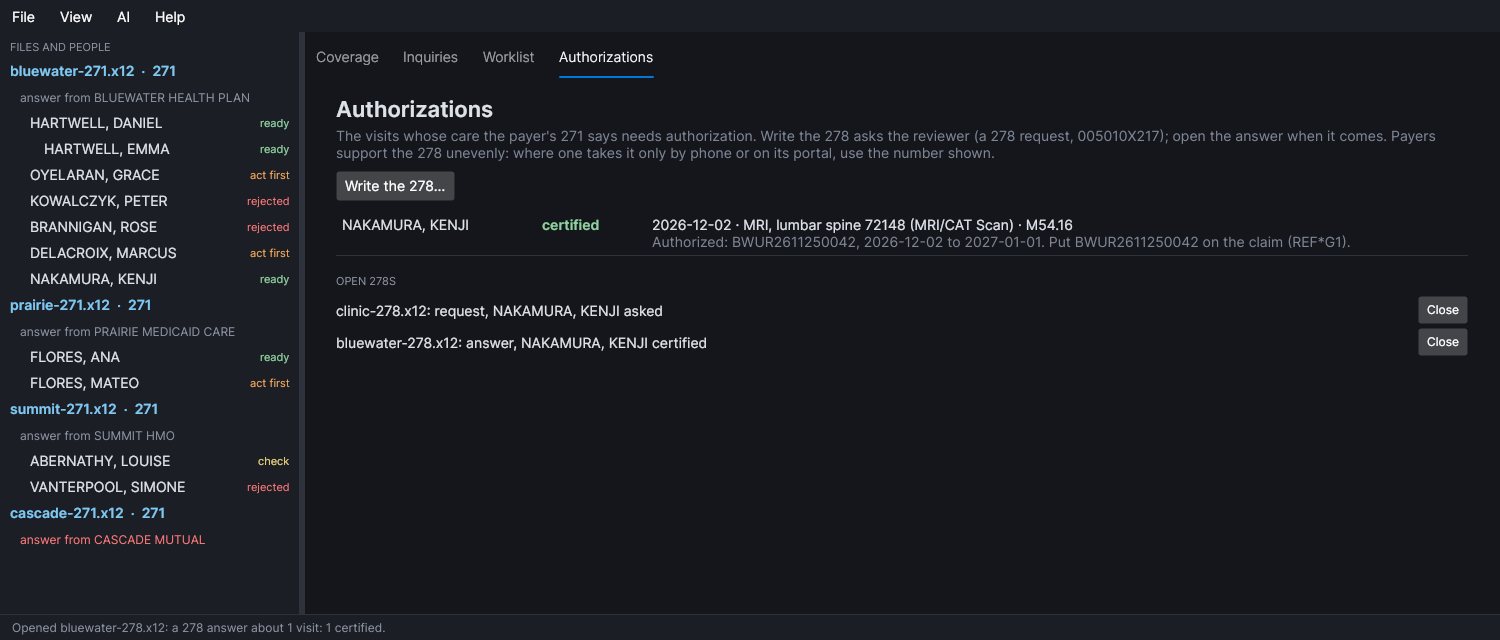 File View AI Help
FILES AND PEOPLE
bluewater-271.x12 · 271
answer from BLUEWATER HEALTH PLAN
HARTWELL, DANIEL ready
HARTWELL, EMMA ready
OYELARAN, GRACE act first
KOWALCZYK, PETER rejected
BRANNIGAN, ROSE rejected
DELACROIX, MARCUS act first
NAKAMURA, KENJI ready
prairie-271.x12 · 271
answer from PRAIRIE MEDICAID CARE
FLORES, ANA ready
FLORES, MATEO act first
summit-271.x12 · 271
answer from SUMMIT HMO
ABERNATHY, LOUISE check
VANTERPOOL, SIMONE rejected
cascade-271.x12 · 271
answer from CASCADE MUTUAL
Coverage Inquiries Worklist Authorizations
Authorizations
The visits whose care the payer's 271 says needs authorization. Write the 278 asks the reviewer (a 278 request, 005010X217); open the answer when it comes. Payers
support the 278 unevenly: where one takes it only by phone or on its portal, use the number shown.
Write the 278...
NAKAMURA, KENJI certified 2026-12-02 · MRI, lumbar spine 72148 (MRI/CAT Scan) · M54.16
Authorized: BWUR2611250042, 2026-12-02 to 2027-01-01. Put BWUR2611250042 on the claim (REF*G1).
OPEN 278S
clinic-278.x12: request, NAKAMURA, KENJI asked Close
bluewater-278.x12: answer, NAKAMURA, KENJI certified Close
Opened bluewater-278.x12: a 278 answer about 1 visit: 1 certified.